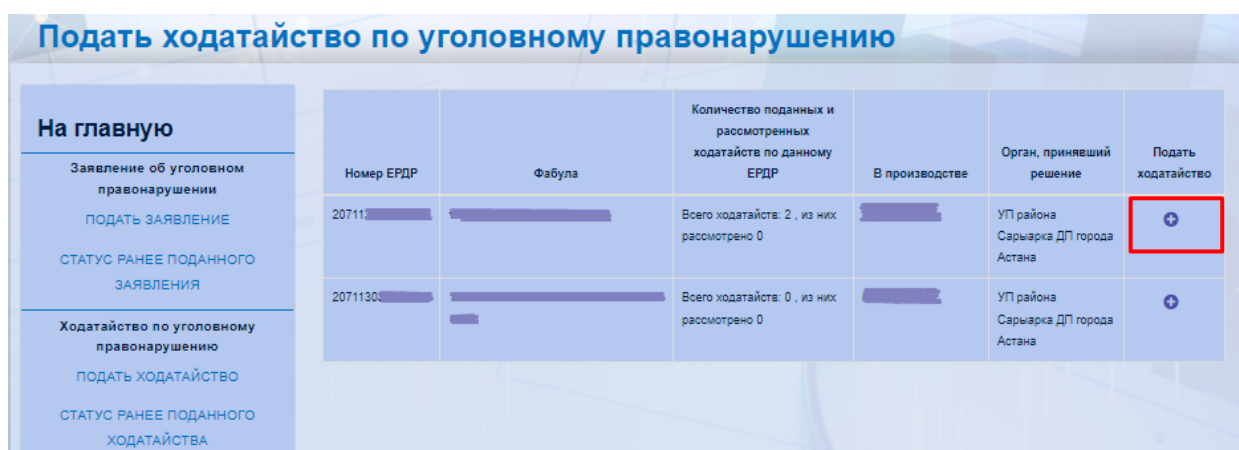 Подать ходатайство по уголовному правонарушению
На главную
Заявление об уголовном
правонарушении
ПОДАТЬ ЗАЯВЛЕНИЕ
СТАТУС РАНЕЕ ПОДАННОГО
ЗАЯВЛЕНИЯ
Ходатайство по уголовному
правонарушению
ПОДАТЬ ХОДАТАЙСТВО
СТАТУС РАНЕЕ ПОДАННОГО
ХОДАТАЙСТВА
Номер ЕРДР
Фабула
Количество поданных и
рассмотренных
ходатайств по данному
ЕРДР
В производстве
Орган, принявший
решение
Подать
ходатайство
20711
Всего ходатайств: 2 , из них
рассмотрено 0
УП района
Сарыарка ДП города
Астана
2071130
Всего ходатайств: 0 , из них
рассмотрено 0
УП района
Сарыарка ДП города
Астана